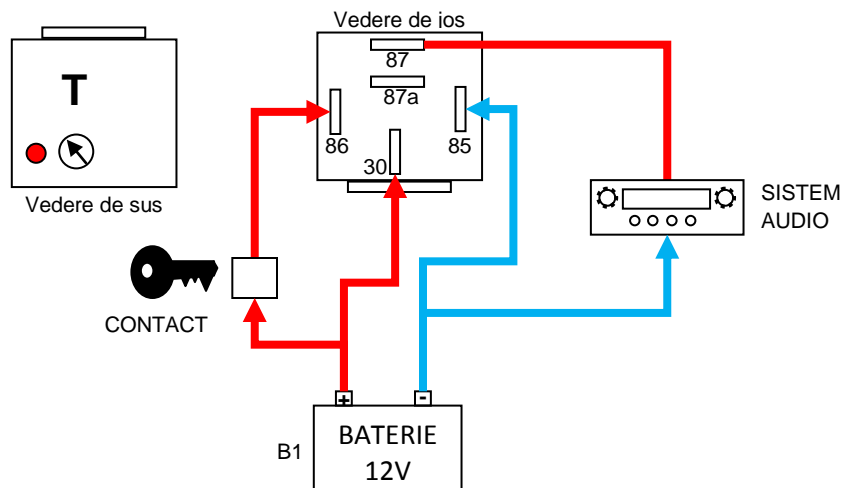 Vedere de jos
87
T
87a
86
85
30
Vedere de sus
SISTEM
AUDIO
CONTACT
+
-
B1
BATERIE
12V